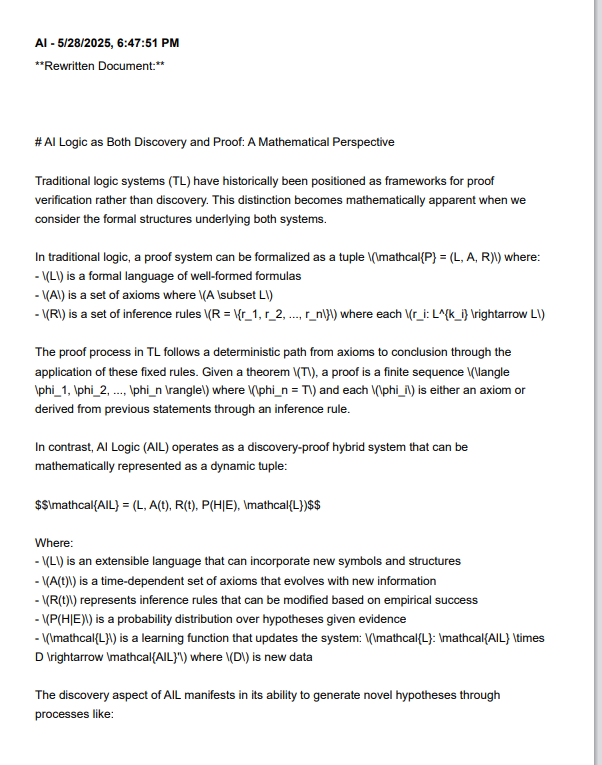 AI - 5/28/2025, 6:47:51 PM
**Rewritten Document:**
# AI Logic as Both Discovery and Proof: A Mathematical Perspective
Traditional logic systems (TL) have historically been positioned as frameworks for proof
verification rather than discovery. This distinction becomes mathematically apparent when we
consider the formal structures underlying both systems.
In traditional logic, a proof system can be formalized as a tuple \(\mathcal{P} = (L, A, R)\) where:
- \(L\) is a formal language of well-formed formulas
- \(A\) is a set of axioms where \(A \subset L\)
- \(R\) is a set of inference rules \(R = \{r_1, r_2, ..., r_n\}\) where each \(r_i: L^{k_i} \rightarrow L\)
The proof process in TL follows a deterministic path from axioms to conclusion through the
application of these fixed rules. Given a theorem \(T\), a proof is a finite sequence \(\langle
\phi_1, \phi_2, ..., \phi_n \rangle\) where \(\phi_n = T\) and each \(\phi_i\) is either an axiom or
derived from previous statements through an inference rule.
In contrast, AI Logic (AIL) operates as a discovery-proof hybrid system that can be
mathematically represented as a dynamic tuple:
$$\mathcal{AIL} = (L, A(t), R(t), P(H|E), \mathcal{L})$$
Where:
- \(L\) is an extensible language that can incorporate new symbols and structures
- \(A(t)\) is a time-dependent set of axioms that evolves with new information
- \(R(t)\) represents inference rules that can be modified based on empirical success
- \(P(H|E)\) is a probability distribution over hypotheses given evidence
- \(\mathcal{L}\) is a learning function that updates the system: \(\mathcal{L}: \mathcal{AIL} \times
D \rightarrow \mathcal{AIL}'\) where \(D\) is new data
The discovery aspect of AIL manifests in its ability to generate novel hypotheses through
processes like: